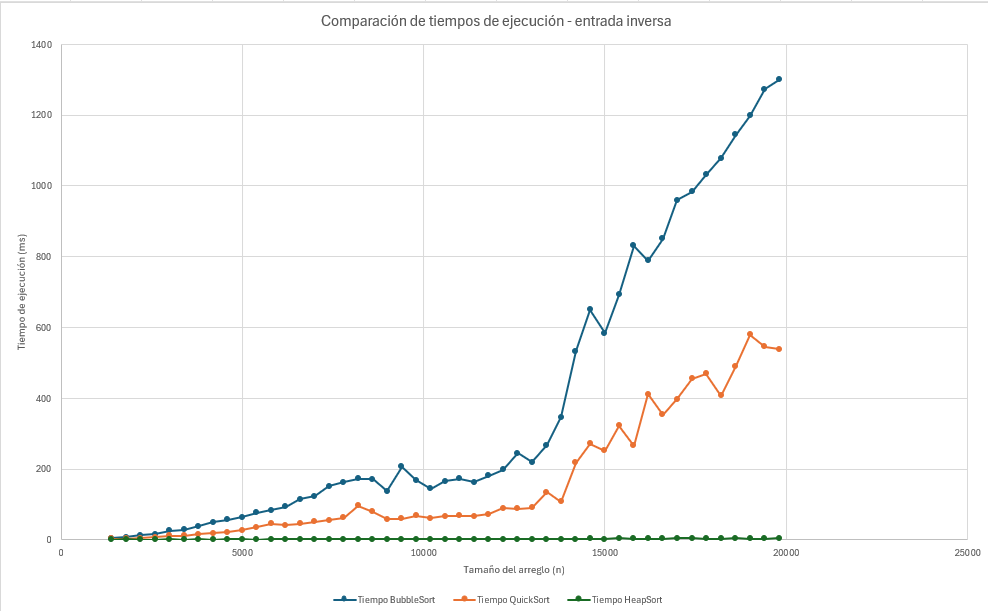 Comparación de tiempos de ejecución - entrada inversa
1400
1200
1000
800
600
400
200
0
Tiempo de ejecución (ms)
0 5000 10000 15000 20000 25000
Tamaño del arreglo (n)
Tiempo BubbleSort Tiempo QuickSort Tiempo HeapSort